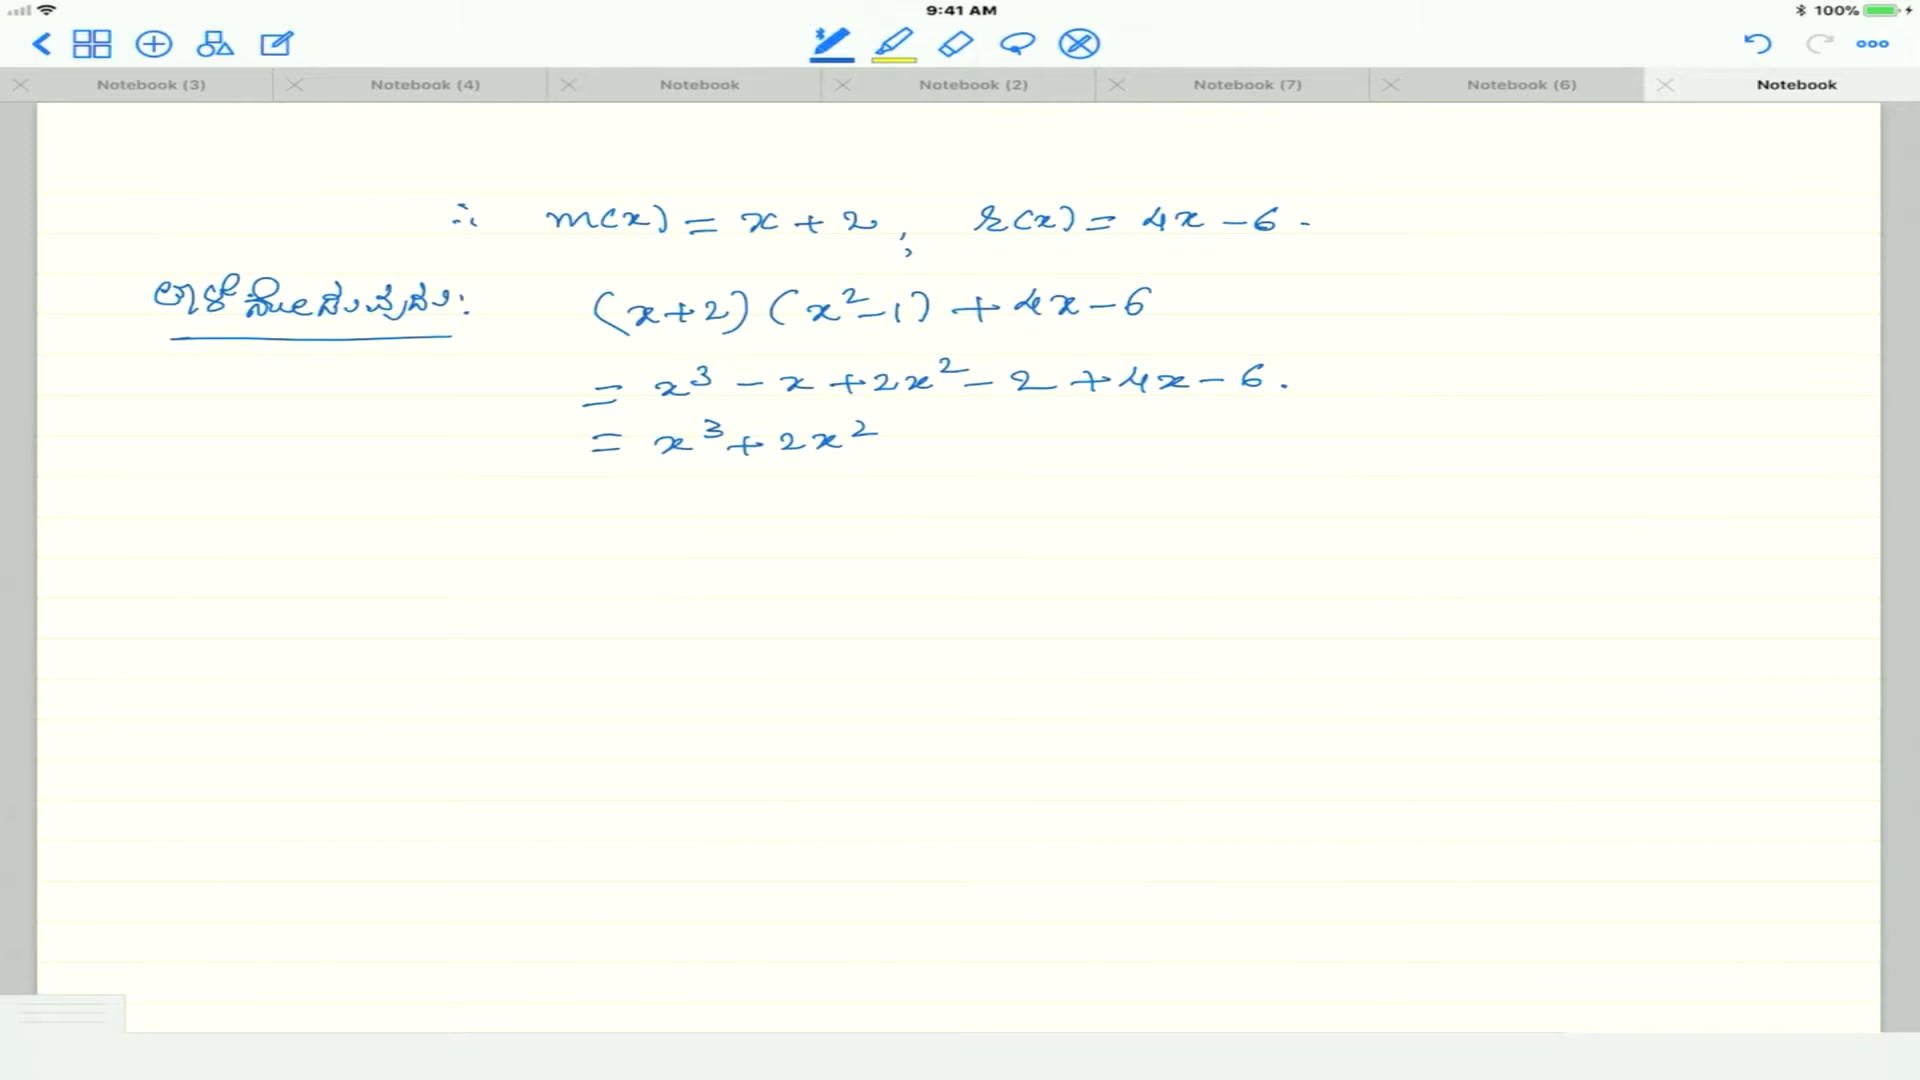 9:41 AM
100%
Notebook (3) Notebook (4) Notebook Notebook (2) Notebook (7) Notebook (6) Notebook
∴ m(x) = x + 2 , r(x) = 4x - 6 .
(x+2) (x²-1) + 4x - 6
= x³ - x + 2x² - 2 + 4x - 6 .
= x³ + 2x²